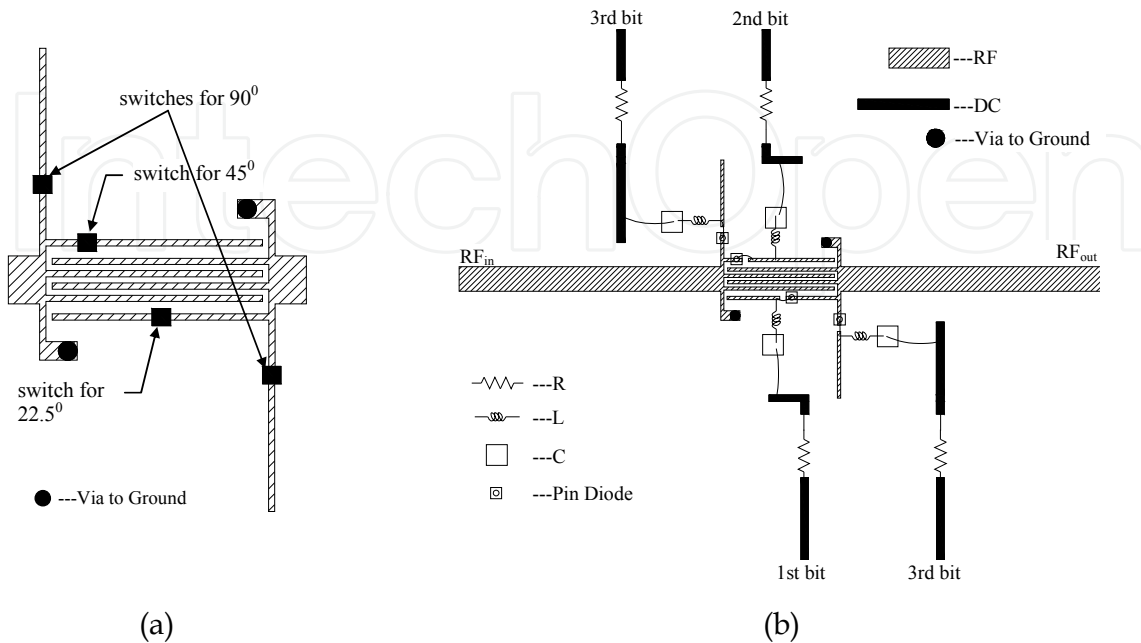 switches for 90⁰
switch for 45⁰
switch for
22.5⁰
---Via to Ground
(a)
3rd bit
2nd bit
---RF
---DC
---Via to Ground
RFin
RFout
---R
---L
---C
---Pin Diode
1st bit
3rd bit
(b)
IntechOpen